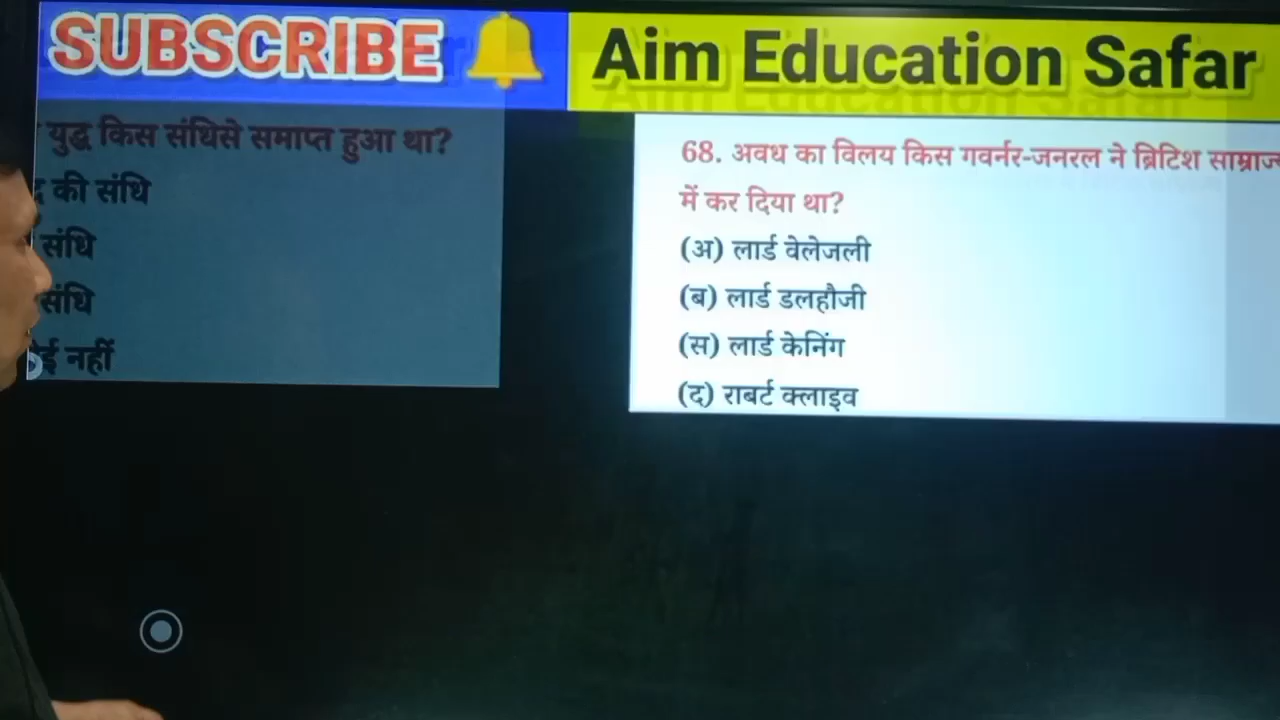 SUBSCRIBE
Aim Education Safar
युद्ध किस संधिसे समाप्त हुआ था?
की संधि
संधि
संधि
नहीं
68. अवध का विलय किस गवर्नर-जनरल ने ब्रिटिश
में कर दिया था?
(अ) लार्ड वेलेजली
(ब) लार्ड डलहौजी
(स) लार्ड केनिंग
(द) राबर्ट क्लाइव